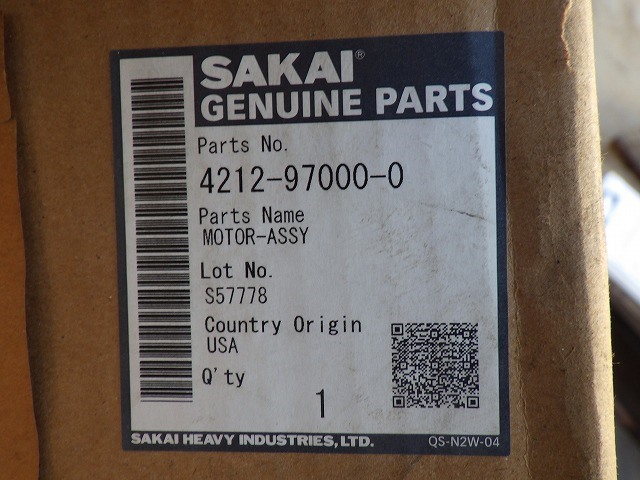 SAKAI®
GENUINE PARTS
Parts No.
4212-97000-0
Parts Name
MOTOR-ASSY
Lot No.
S57778
Country Origin
USA
Q'ty
1
SAKAI HEAVY INDUSTRIES, LTD.
QS-N2W-04